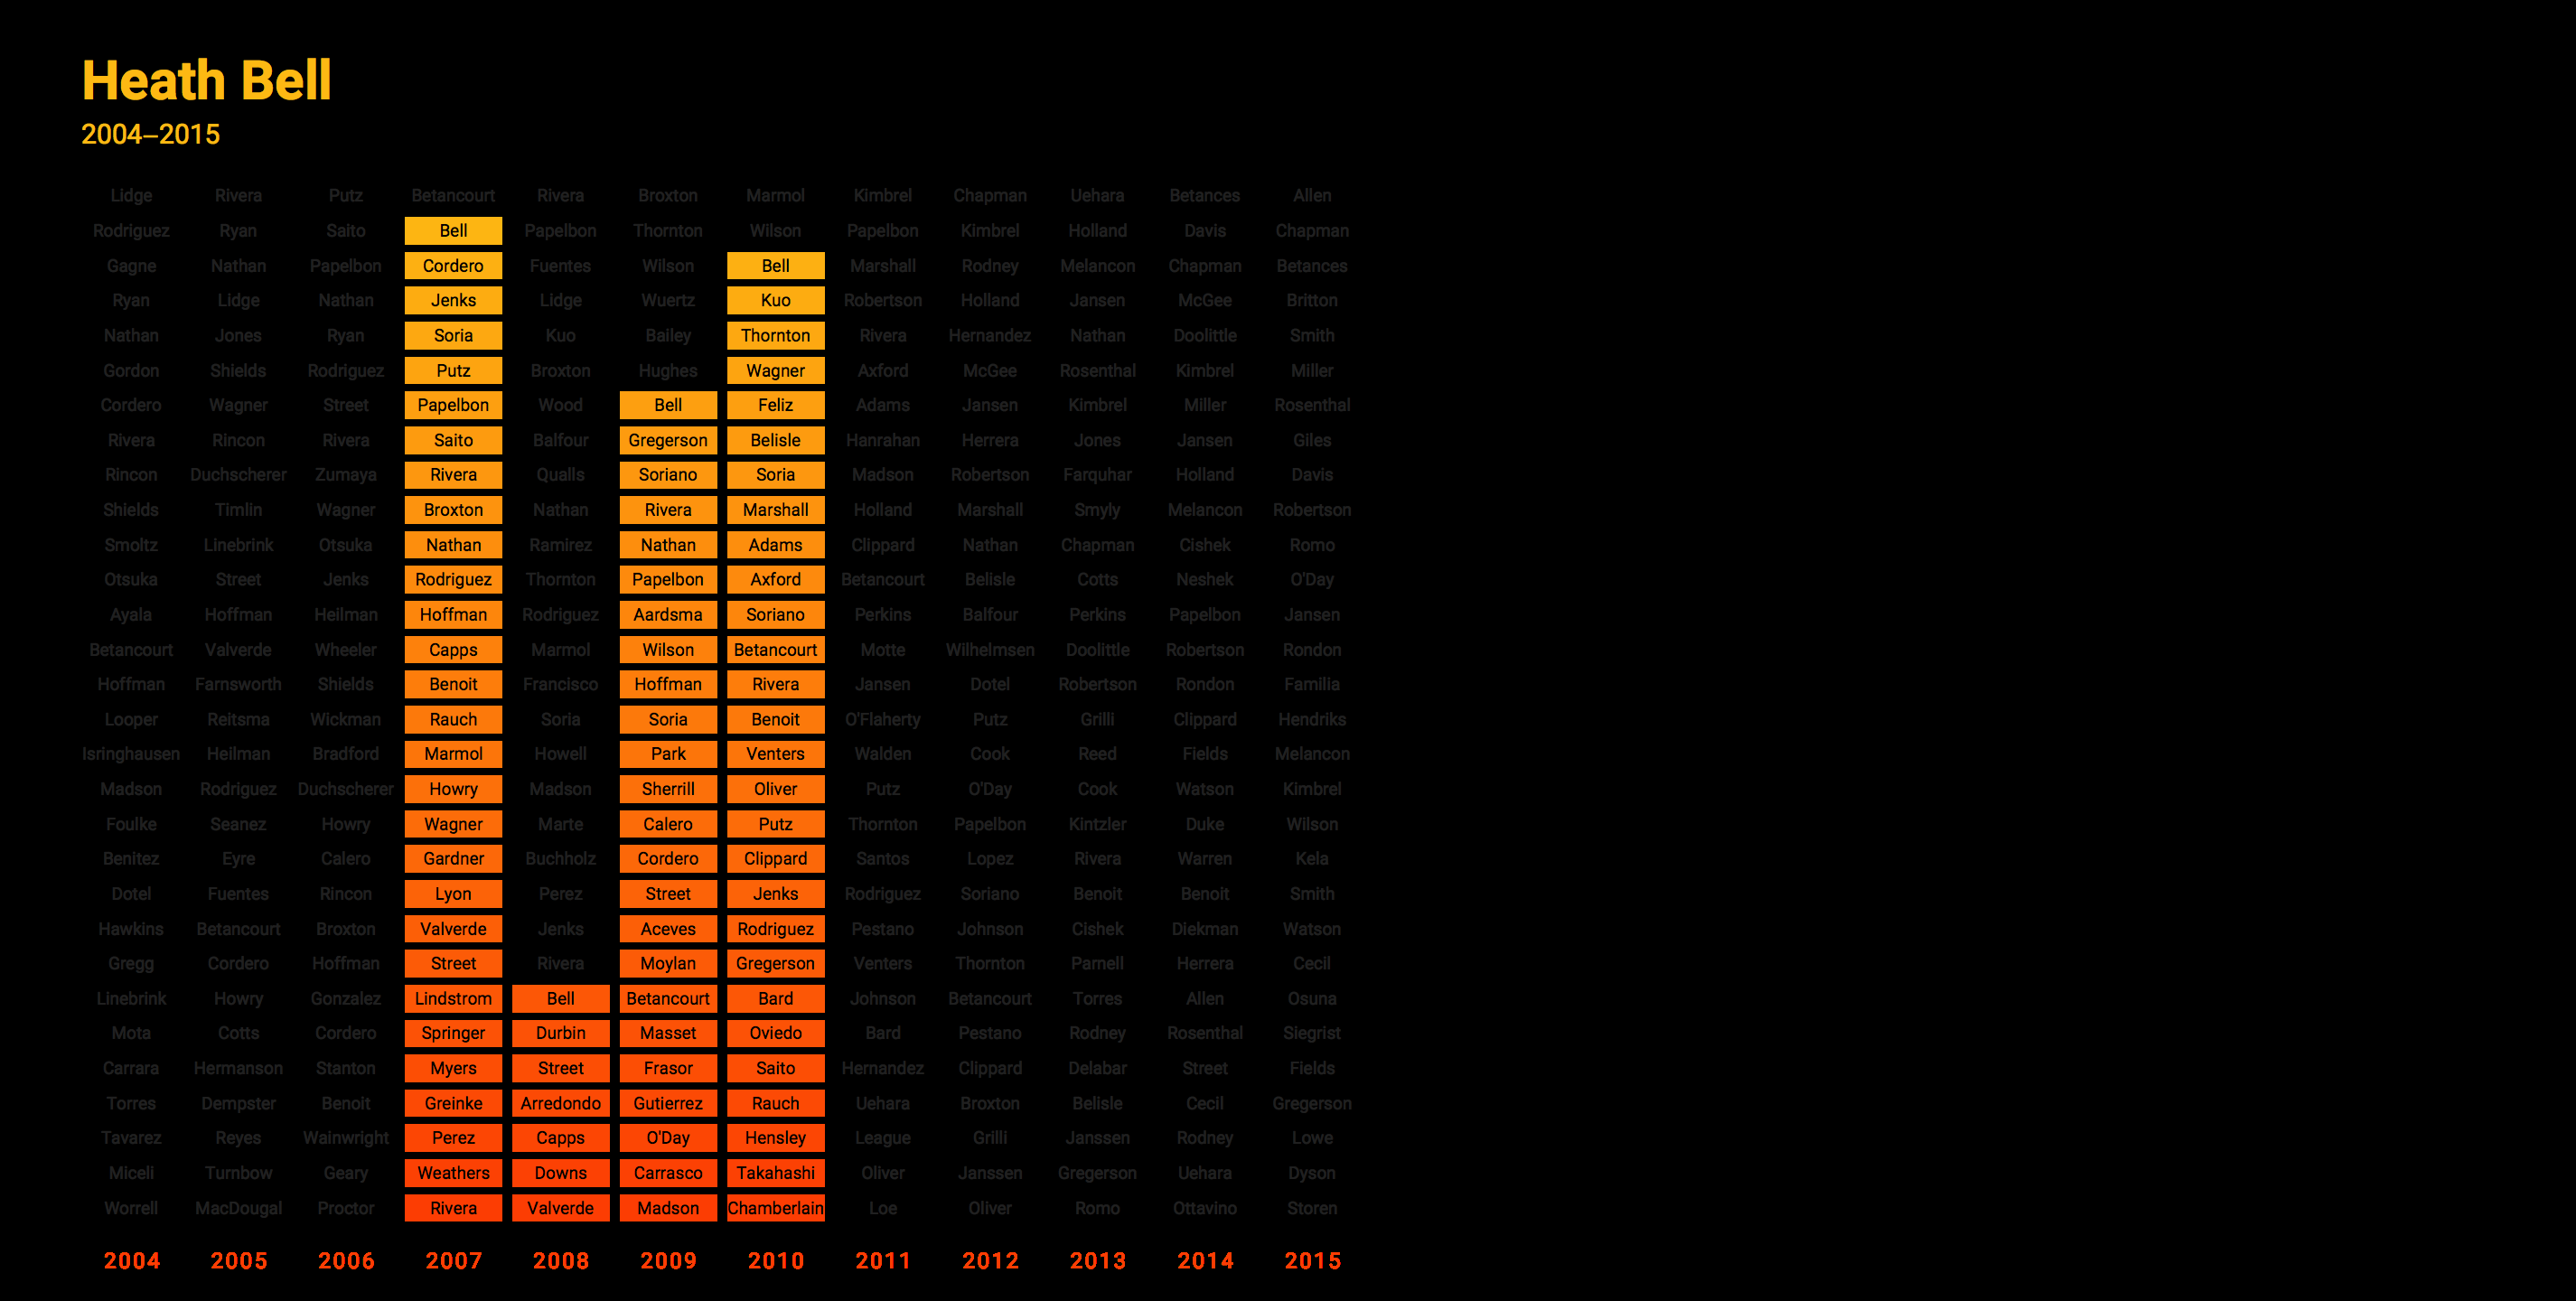 Heath Bell
2004–2015
Lidge Rivera Putz Betancourt Rivera Broxton Marmol Kimbrel Chapman Uehara Betances Allen
Rodriguez Ryan Saito Bell Papelbon Thornton Wilson Papelbon Kimbrel Holland Davis Chapman
Gagne Nathan Papelbon Cordero Fuentes Wilson Bell Marshall Rodney Melancon Chapman Betances
Ryan Lidge Nathan Jenks Lidge Wuertz Kuo Robertson Holland Jansen McGee Britton
Nathan Jones Ryan Soria Kuo Bailey Thornton Rivera Hernandez Nathan Doolittle Smith
Gordon Shields Rodriguez Putz Broxton Hughes Wagner Axford McGee Rosenthal Kimbrel Miller
Cordero Wagner Street Papelbon Wood Bell Feliz Adams Jansen Kimbrel Miller Rosenthal
Rivera Rincon Rivera Saito Balfour Gregerson Belisle Hanrahan Herrera Jones Jansen Giles
Rincon Duchscherer Zumaya Rivera Qualls Soriano Soria Madson Robertson Farquhar Holland Davis
Shields Timlin Wagner Broxton Nathan Rivera Marshall Holland Marshall Smyly Melancon Robertson
Smoltz Linebrink Otsuka Nathan Ramirez Nathan Adams Clippard Nathan Chapman Cishek Romo
Otsuka Street Jenks Rodriguez Thornton Papelbon Axford Betancourt Belisle Cotts Neshek O'Day
Ayala Hoffman Heilman Hoffman Rodriguez Aardsma Soriano Perkins Balfour Perkins Papelbon Jansen
Betancourt Valverde Wheeler Capps Marmol Wilson Betancourt Motte Wilhelmsen Doolittle Robertson Rondon
Hoffman Farnsworth Shields Benoit Francisco Hoffman Rivera Jansen Dotel Robertson Rondon Familia
Looper Reitsma Wickman Rauch Soria Soria Benoit O'Flaherty Putz Grilli Clippard Hendriks
Isringhausen Heilman Bradford Marmol Howell Park Venters Walden Cook Reed Fields Melancon
Madson Rodriguez Duchscherer Howry Madson Sherrill Oliver Putz O'Day Cook Watson Kimbrel
Foulke Seanez Howry Wagner Marte Calero Putz Thornton Papelbon Kintzler Duke Wilson
Benitez Eyre Calero Gardner Buchholz Cordero Clippard Santos Lopez Rivera Warren Kela
Dotel Fuentes Rincon Lyon Perez Street Jenks Rodriguez Soriano Benoit Benoit Smith
Hawkins Betancourt Broxton Valverde Jenks Aceves Rodriguez Pestano Johnson Cishek Diekman Watson
Gregg Cordero Hoffman Street Rivera Moylan Gregerson Venters Thornton Parnell Herrera Cecil
Linebrink Howry Gonzalez Lindstrom Bell Betancourt Bard Johnson Betancourt Torres Allen Osuna
Mota Cotts Cordero Springer Durbin Masset Oviedo Bard Pestano Rodney Rosenthal Siegrist
Carrara Hermanson Stanton Myers Street Frasor Saito Hernandez Clippard Delabar Street Fields
Torres Dempster Benoit Greinke Arredondo Gutierrez Rauch Uehara Broxton Belisle Cecil Gregerson
Tavarez Reyes Wainwright Perez Capps O'Day Hensley League Grilli Janssen Rodney Lowe
Miceli Turnbow Geary Weathers Downs Carrasco Takahashi Oliver Janssen Gregerson Uehara Dyson
Worrell MacDougal Proctor Rivera Valverde Madson Chamberlain Loe Oliver Romo Ottavino Storen
2004 2005 2006 2007 2008 2009 2010 2011 2012 2013 2014 2015